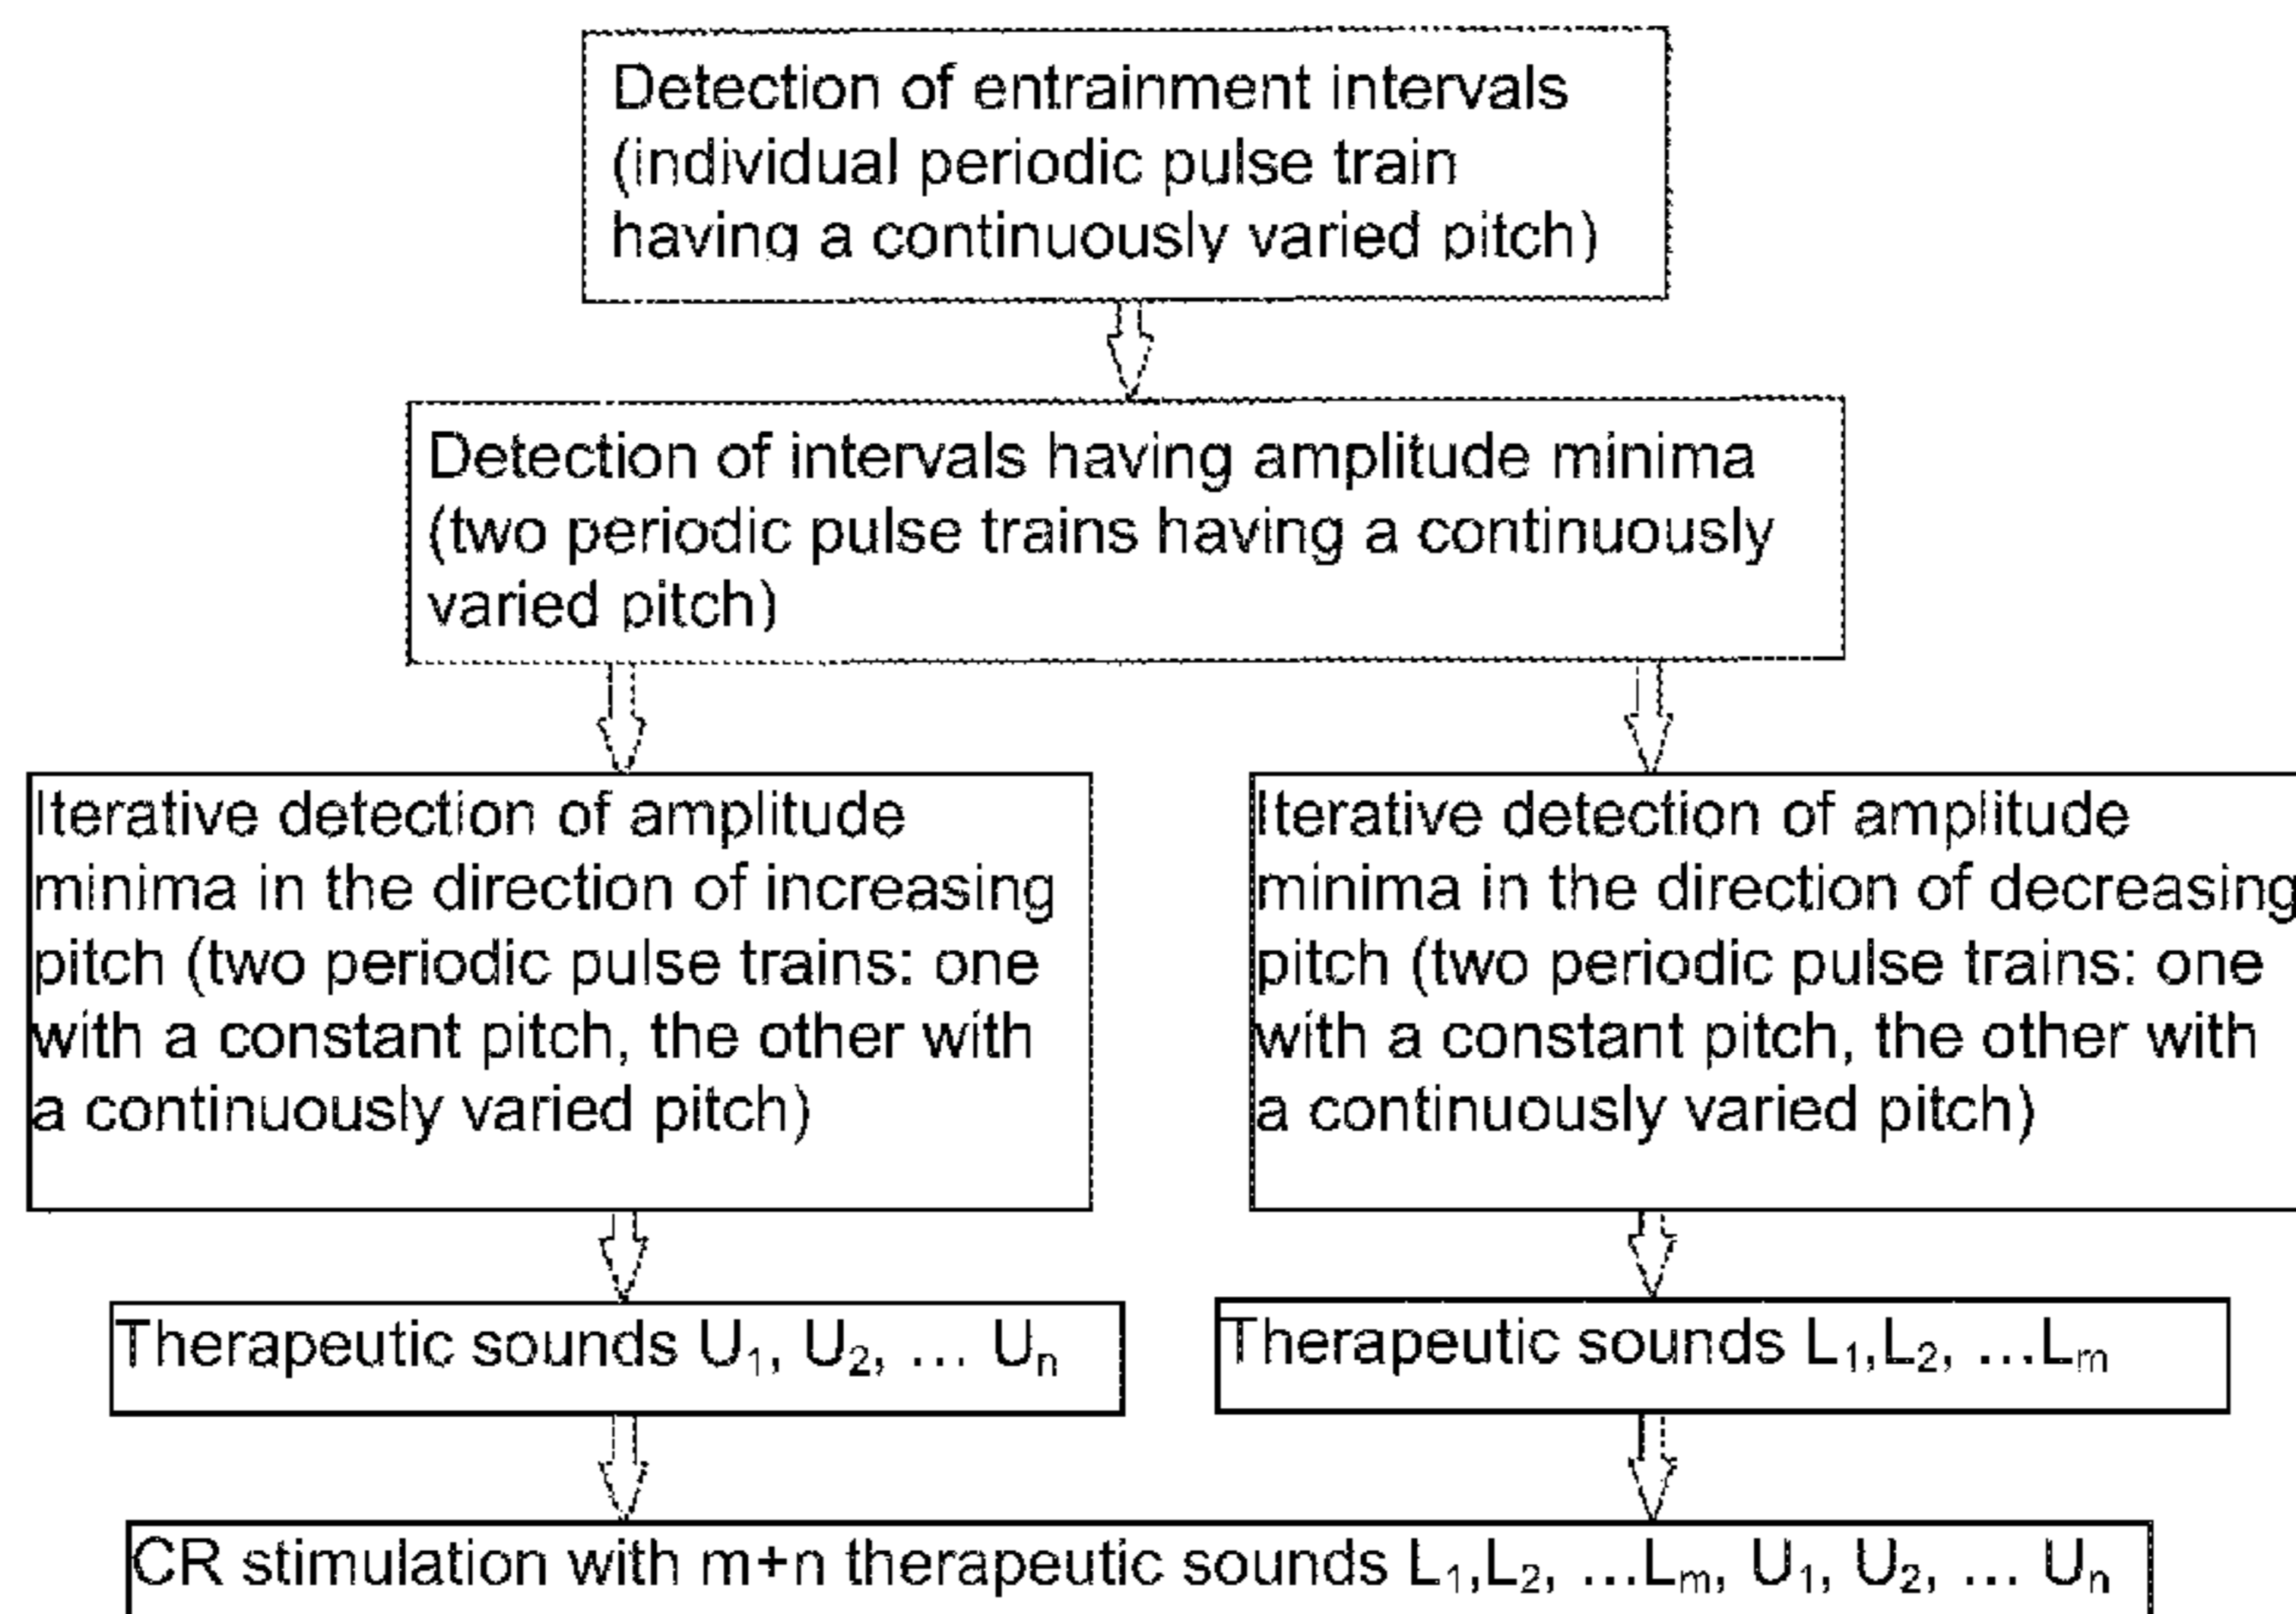 Detection of entrainment intervals
(individual periodic pulse train
having a continuously varied pitch)
Detection of intervals having amplitude minima
(two periodic pulse trains having a continuously
varied pitch)
Iterative detection of amplitude
minima in the direction of increasing
pitch (two periodic pulse trains: one
with a constant pitch, the other with
a continuously varied pitch)
Iterative detection of amplitude
minima in the direction of decreasing
pitch (two periodic pulse trains: one
with a constant pitch, the other with
a continuously varied pitch)
Therapeutic sounds U₁, U₂, … Uₙ
Therapeutic sounds L₁,L₂, …Lₘ
CR stimulation with m+n therapeutic sounds L₁,L₂, …Lₘ, U₁, U₂, … Uₙ